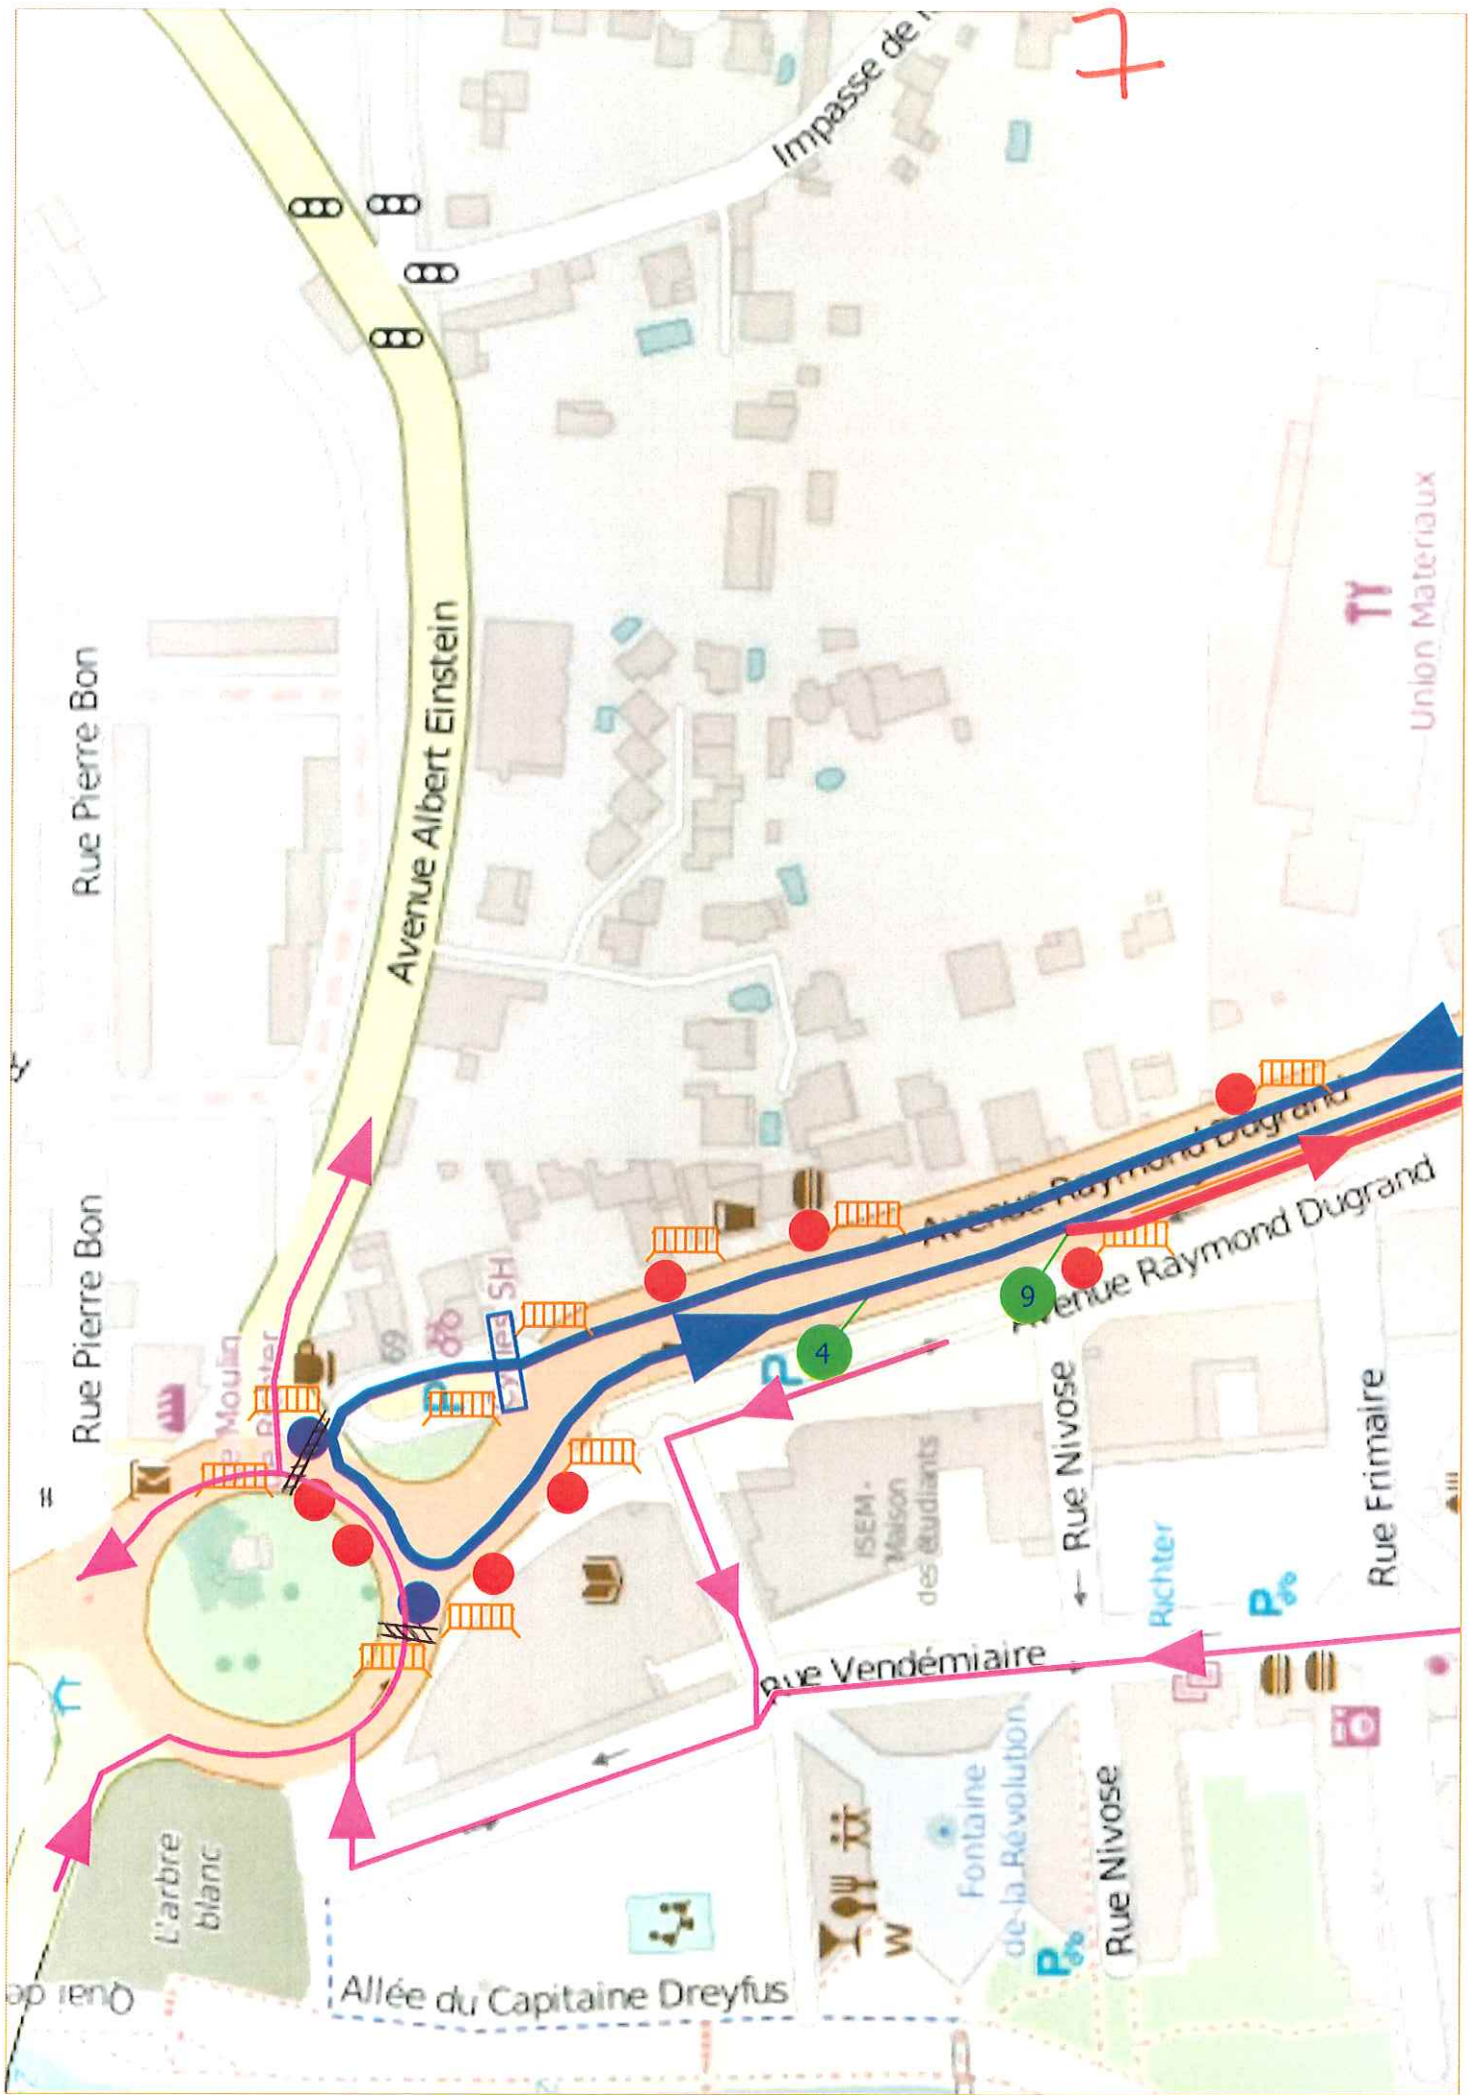 7
Impasse de
Rue Pierre Bon
Avenue Albert Einstein
Union Materiaux
Rue Pierre Bon
Moulin
69
SH
Avenue Raymond Dugrand
Avenue Raymond Dugrand
9
4
P
P
ISEM -
Maison
des étudiants
← Rue Nivose
Richter
P
Rue Frimaire
Rue Vendémiaire
L'arbre
blanc
Fontaine
de la Révolution
Rue Nivose
P
W
Quai de
Allée du Capitaine Dreyfus